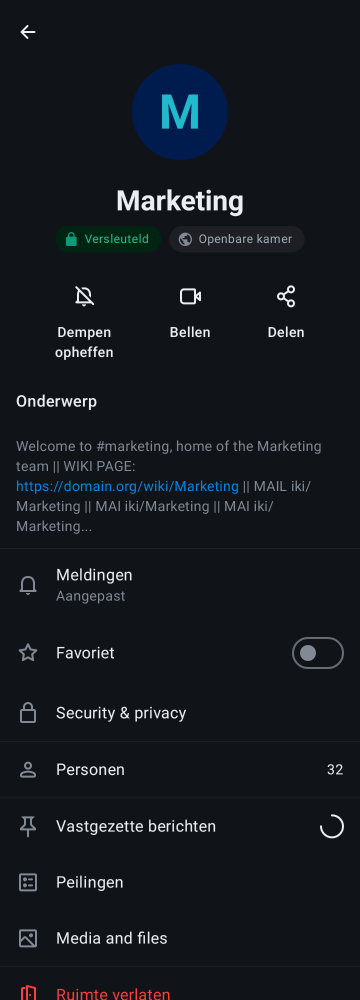 M
Marketing
Versleuteld
Openbare kamer
Dempen
opheffen
Bellen
Delen
Onderwerp
Welcome to #marketing, home of the Marketing
team || WIKI PAGE:
https://domain.org/wiki/Marketing || MAIL iki/
Marketing || MAI iki/Marketing || MAI iki/
Marketing...
Meldingen
Aangepast
Favoriet
Security & privacy
Personen
32
Vastgezette berichten
Peilingen
Media and files
Ruimte verlaten